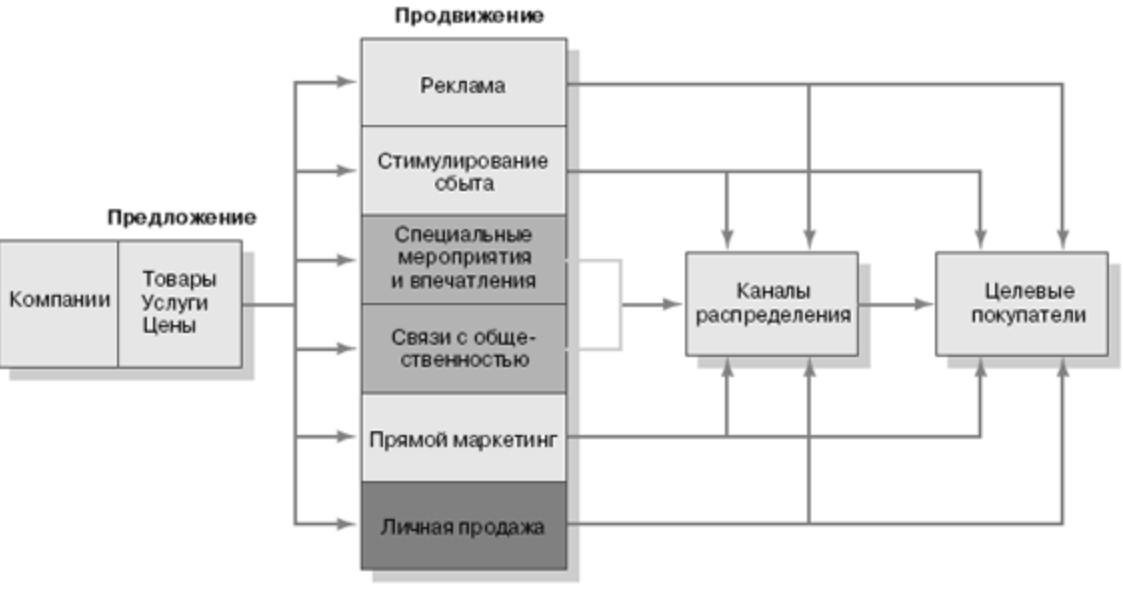 Продвижение
Реклама
Стимулирование
сбыта
Предложение
Специальные
мероприятия
и впечатления
Компании
Товары
Услуги
Цены
Каналы
распределения
Целевые
покупатели
Связи с обще-
ственностью
Прямой маркетинг
Личная продажа